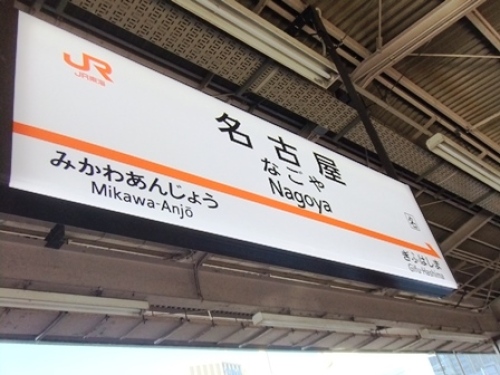 JR
JR東海
名古屋
なごや
Nagoya
みかわあんじょう
Mikawa-Anjō
ぎふはしま
Gifu-Hashima